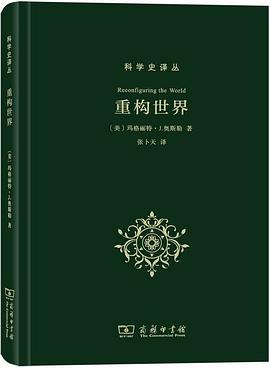 科学史译丛
Reconfiguring the World
重构世界
〔美〕玛格丽特·J.奥斯勒 著
张卜天 译
商务印书馆
The Commercial Press
科学史译丛
重构世界
〔美〕玛格丽特·J.奥斯勒 著
商务印书馆